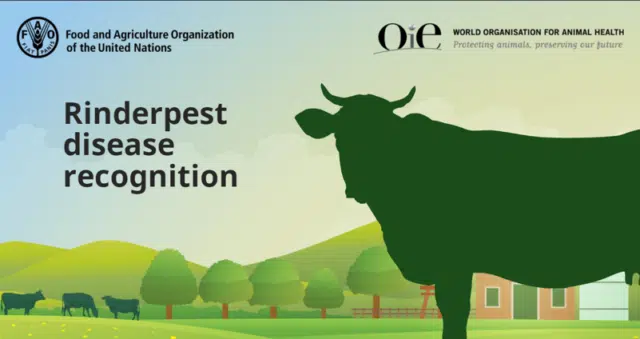 Food and Agriculture Organization
of the United Nations
OiE
WORLD ORGANISATION FOR ANIMAL HEALTH
Protecting animals, preserving our future
Rinderpest
disease
recognition